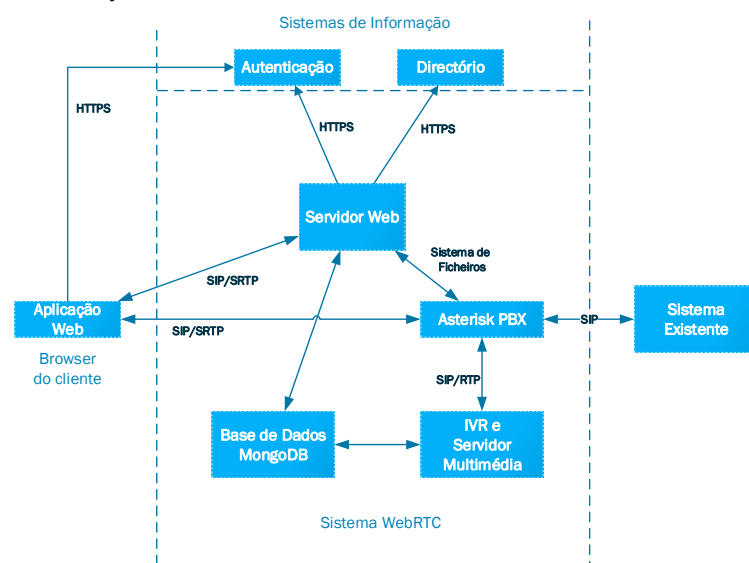 Sistemas de Informação
Autenticação
Directório
HTTPS
HTTPS
HTTPS
Servidor Web
Sistema de
Ficheiros
SIP/SRTP
Aplicação
Web
SIP/SRTP
Asterisk PBX
SIP
Sistema
Existente
Browser
do cliente
SIP/RTP
Base de Dados
MongoDB
IVR e
Servidor
Multimédia
Sistema WebRTC